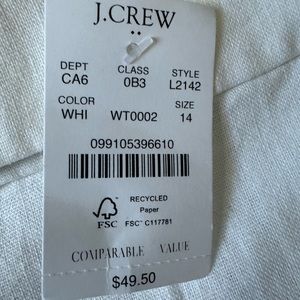 J.CREW
DEPT CLASS STYLE
CA6 0B3 L2142
COLOR SIZE
WHI WT0002 14
099105396610
RECYCLED
Paper
FSC FSC® C117781
COMPARABLE VALUE
$49.50